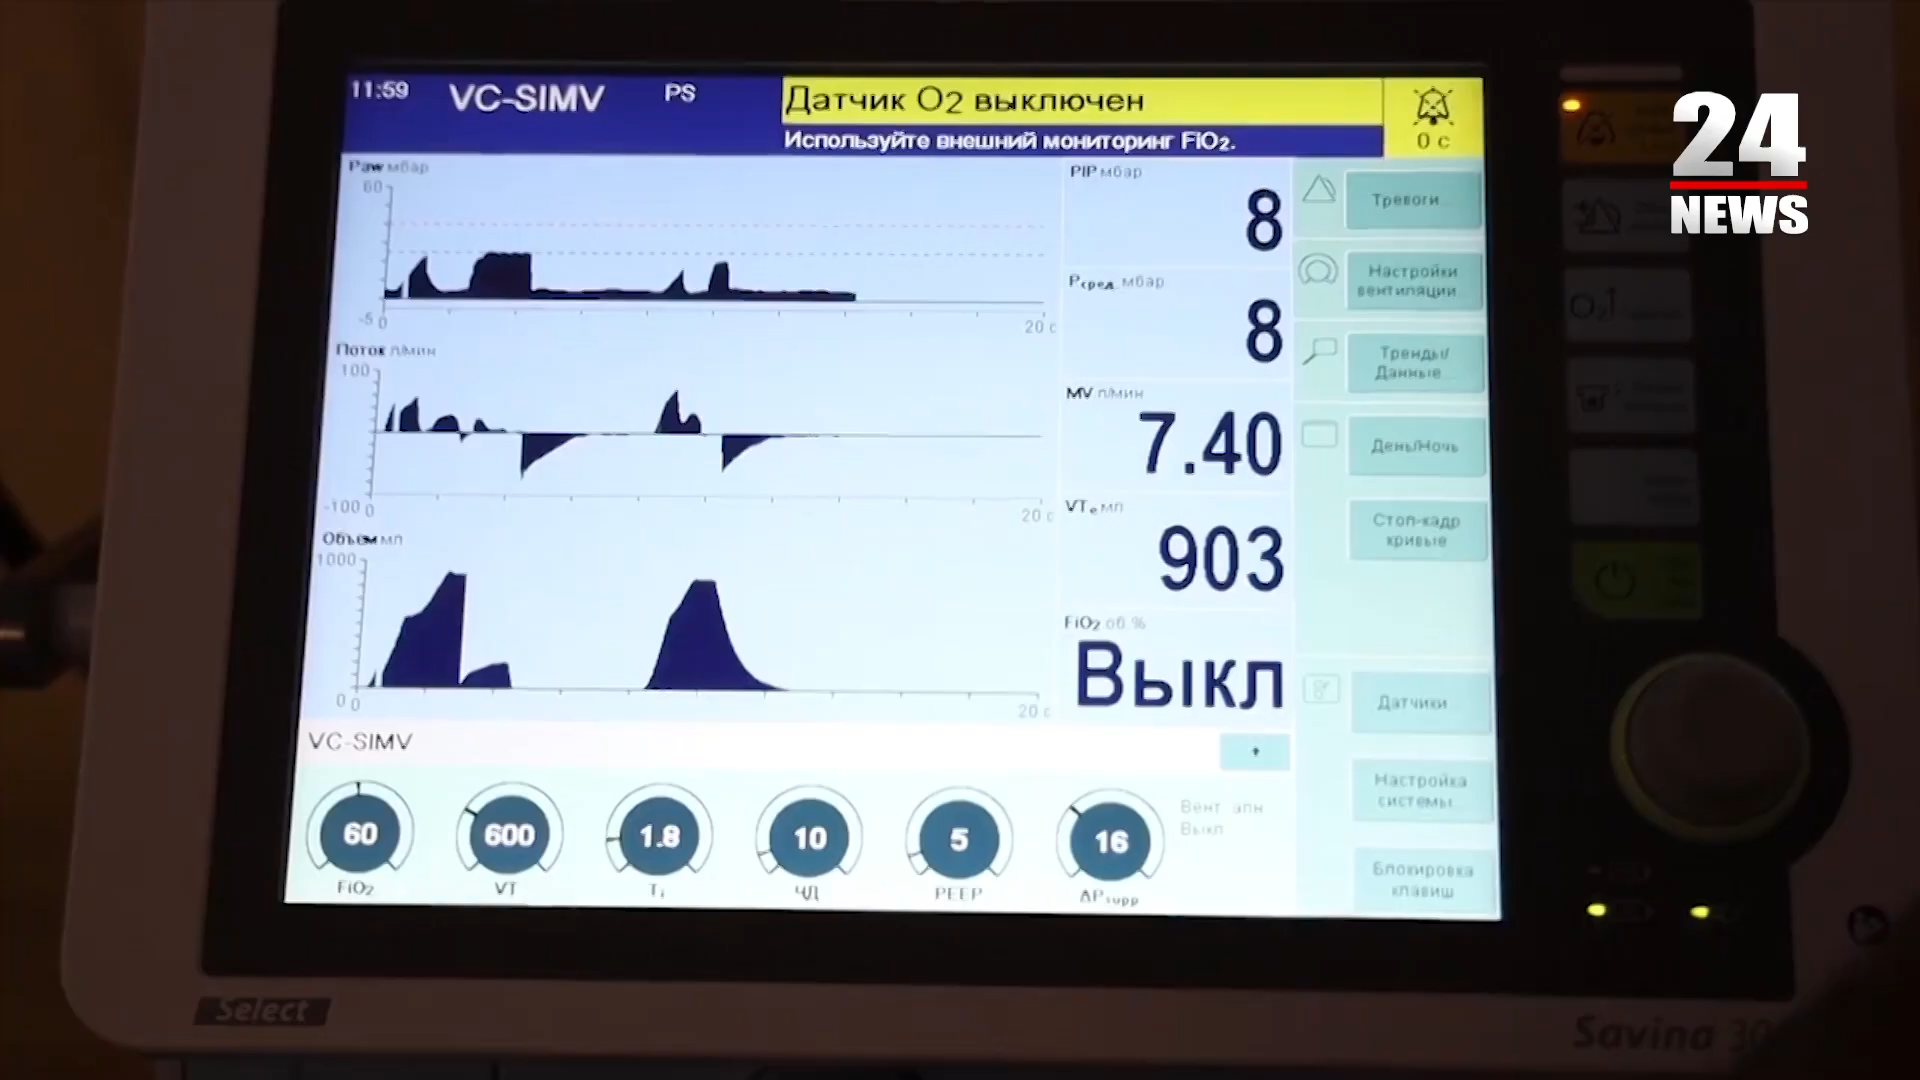 11:59
VC-SIMV
PS
Датчик O2 выключен
Используйте внешний мониторинг FiO2.
0 с
24
NEWS
Paw мбар
60
-5
0
20 с
Поток л/мин
100
-100
0
20 с
Объем мл
1000
0
0
20 с
PIP мбар
8
Pсред. мбар
8
MV л/мин
7.40
VTe мл
903
FiO2 об.%
Выкл
Тревоги...
Настройки
вентиляции...
Тренды/
Данные...
День/Ночь
Стоп-кадр
кривые
Датчики
Настройка
системы...
Блокировка
клавиш
O2↑
VC-SIMV
60
FiO2
600
VT
1.8
Ti
10
ЧД
5
PEEP
16
ΔPsupp
Вент. апн
Выкл
Select
Savina 30